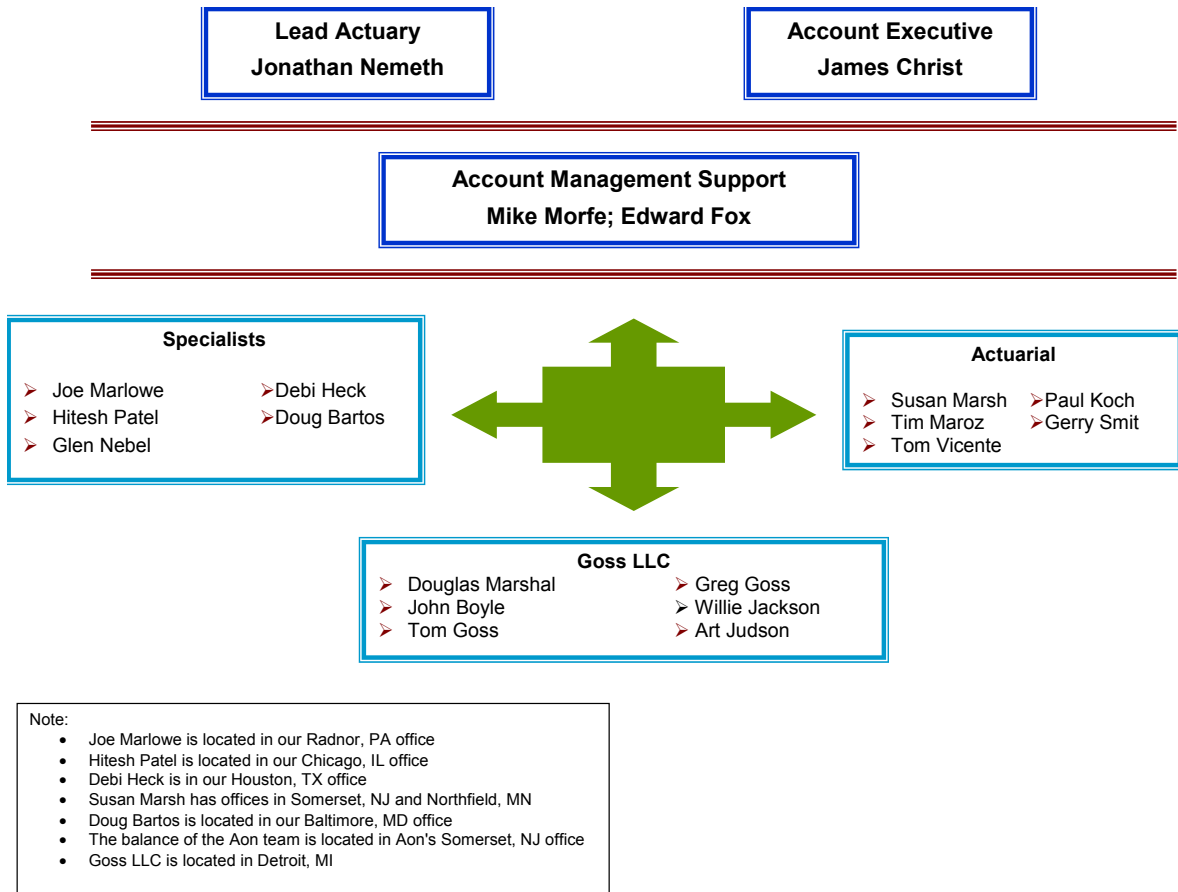 Lead Actuary
Jonathan Nemeth
Account Executive
James Christ
Account Management Support
Mike Morfe; Edward Fox
Specialists
➢ Joe Marlowe
➢ Hitesh Patel
➢ Glen Nebel
➢Debi Heck
➢Doug Bartos
Actuarial
➢ Susan Marsh
➢ Tim Maroz
➢ Tom Vicente
➢Paul Koch
➢Gerry Smit
Goss LLC
➢ Douglas Marshal
➢ John Boyle
➢ Tom Goss
➢ Greg Goss
➢ Willie Jackson
➢ Art Judson
Note:
• Joe Marlowe is located in our Radnor, PA office
• Hitesh Patel is located in our Chicago, IL office
• Debi Heck is in our Houston, TX office
• Susan Marsh has offices in Somerset, NJ and Northfield, MN
• Doug Bartos is located in our Baltimore, MD office
• The balance of the Aon team is located in Aon's Somerset, NJ office
• Goss LLC is located in Detroit, MI